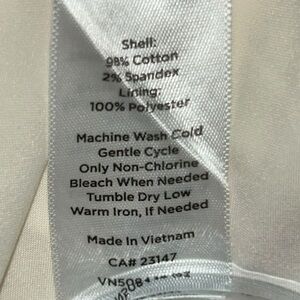 Shell:
98% Cotton
2% Spandex
Lining:
100% Polyester
Machine Wash Cold
Gentle Cycle
Only Non-Chlorine
Bleach When Needed
Tumble Dry Low
Warm Iron, If Needed
Made In Vietnam
CA# 23147